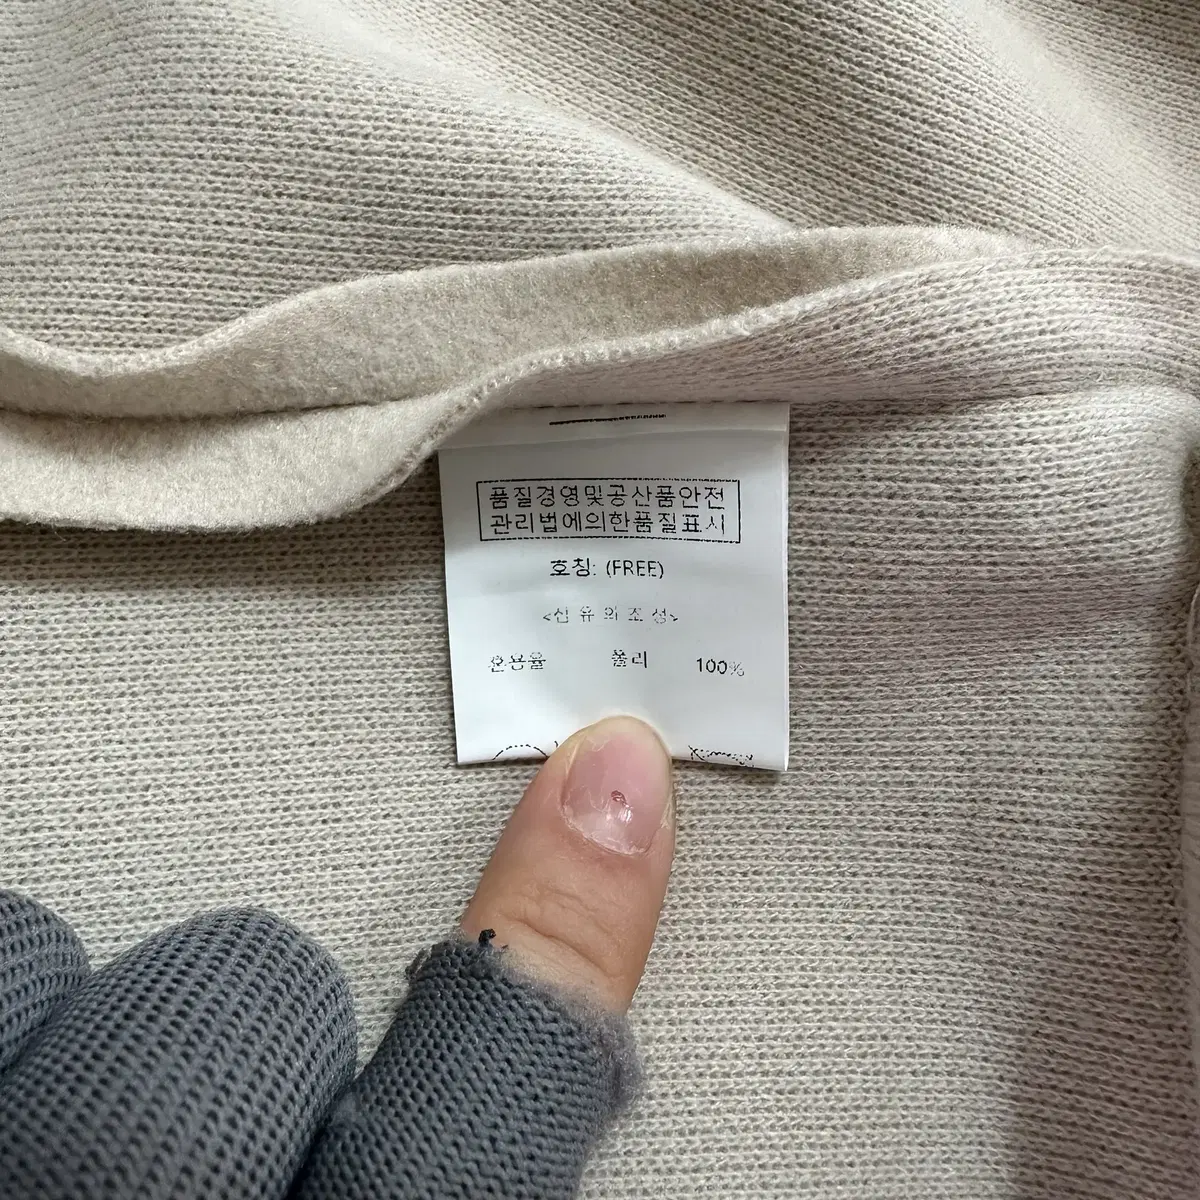 품질경영및공산품안전
관리법에의한품질표시
호칭: (FREE)
<섬유의조성>
혼용율 폴리 100%